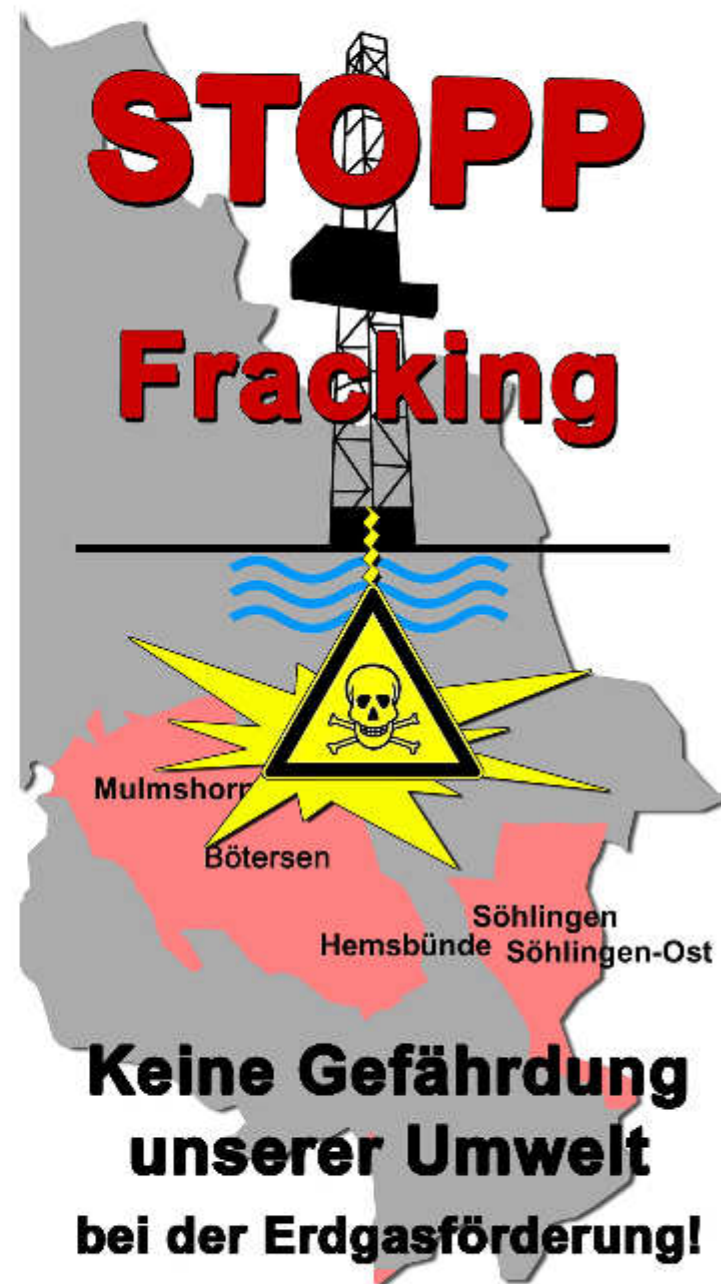 STOPP
Fracking
Mulmshorn
Bötersen
Söhlingen
Hemsbünde
Söhlingen-Ost
Keine Gefährdung
unserer Umwelt
bei der Erdgasförderung!